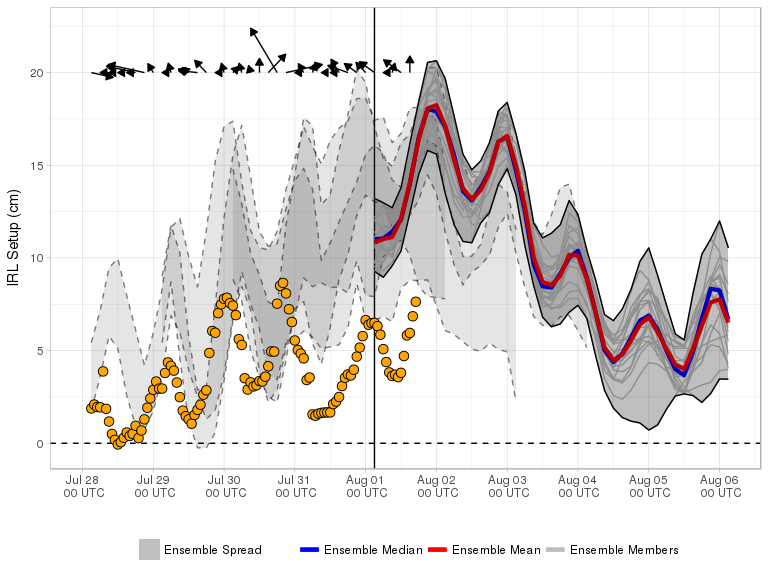 IRL Setup (cm)
20
15
10
5
0
Jul 28 Jul 29 Jul 30 Jul 31 Aug 01 Aug 02 Aug 03 Aug 04 Aug 05 Aug 06
00 UTC 00 UTC 00 UTC 00 UTC 00 UTC 00 UTC 00 UTC 00 UTC 00 UTC 00 UTC
Ensemble Spread Ensemble Median Ensemble Mean Ensemble Members